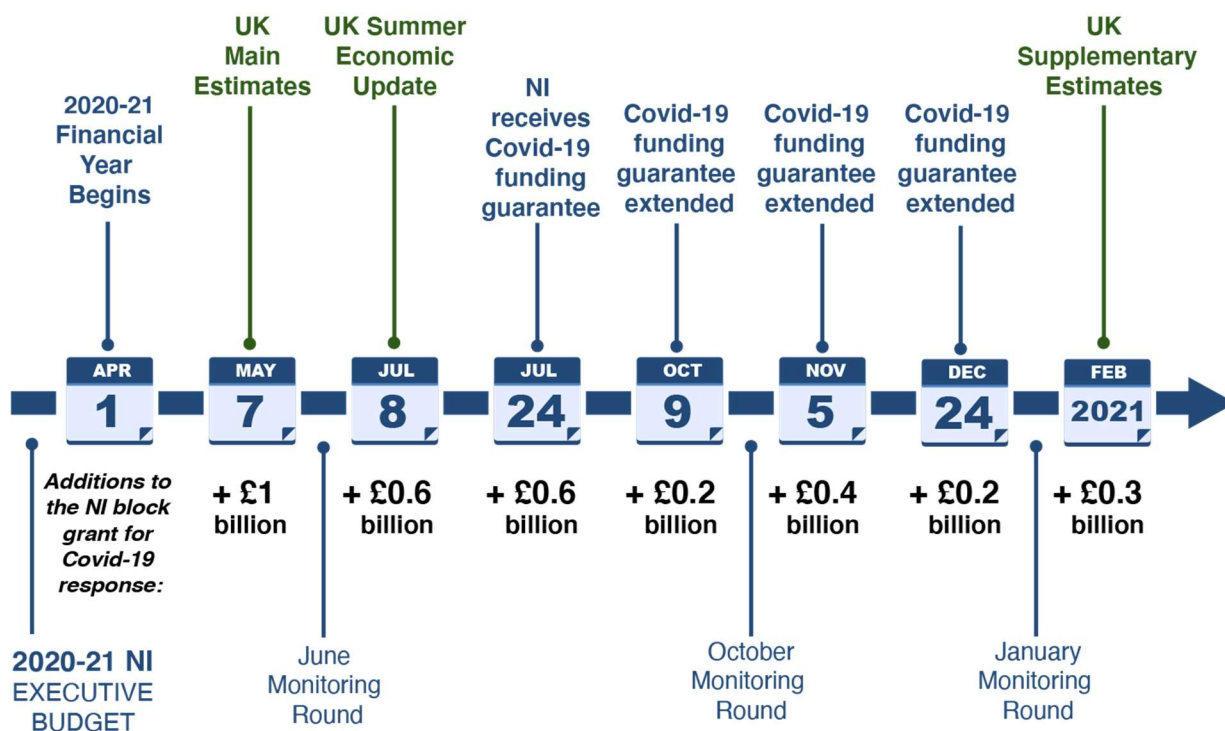 2020-21
Financial
Year
Begins
UK
Main
Estimates
UK Summer
Economic
Update
NI
receives
Covid-19
funding
guarantee
Covid-19
funding
guarantee
extended
Covid-19
funding
guarantee
extended
Covid-19
funding
guarantee
extended
UK
Supplementary
Estimates
APR
1
MAY
7
JUL
8
JUL
24
OCT
9
NOV
5
DEC
24
FEB
2021
Additions to
the NI block
grant for
Covid-19
response:
+ £1
billion
+ £0.6
billion
+ £0.6
billion
+ £0.2
billion
+ £0.4
billion
+ £0.2
billion
+ £0.3
billion
2020-21 NI
EXECUTIVE
BUDGET
June
Monitoring
Round
October
Monitoring
Round
January
Monitoring
Round